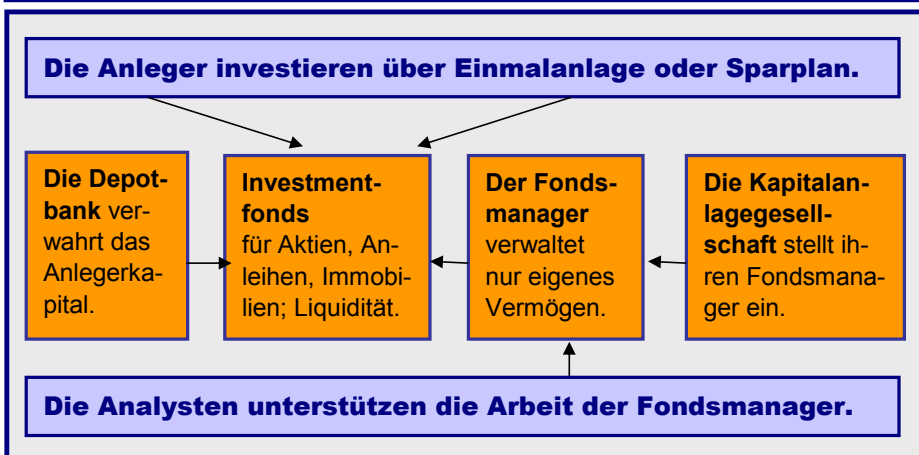 Die Anleger investieren über Einmalanlage oder Sparplan.
Die Depot-
bank ver-
wahrt das
Anlegerka-
pital.
Investment-
fonds
für Aktien, An-
leihen, Immobi-
lien; Liquidität.
Der Fonds-
manager
verwaltet
nur eigenes
Vermögen.
Die Kapitalan-
lagegesell-
schaft stellt ih-
ren Fondsmana-
ger ein.
Die Analysten unterstützen die Arbeit der Fondsmanager.